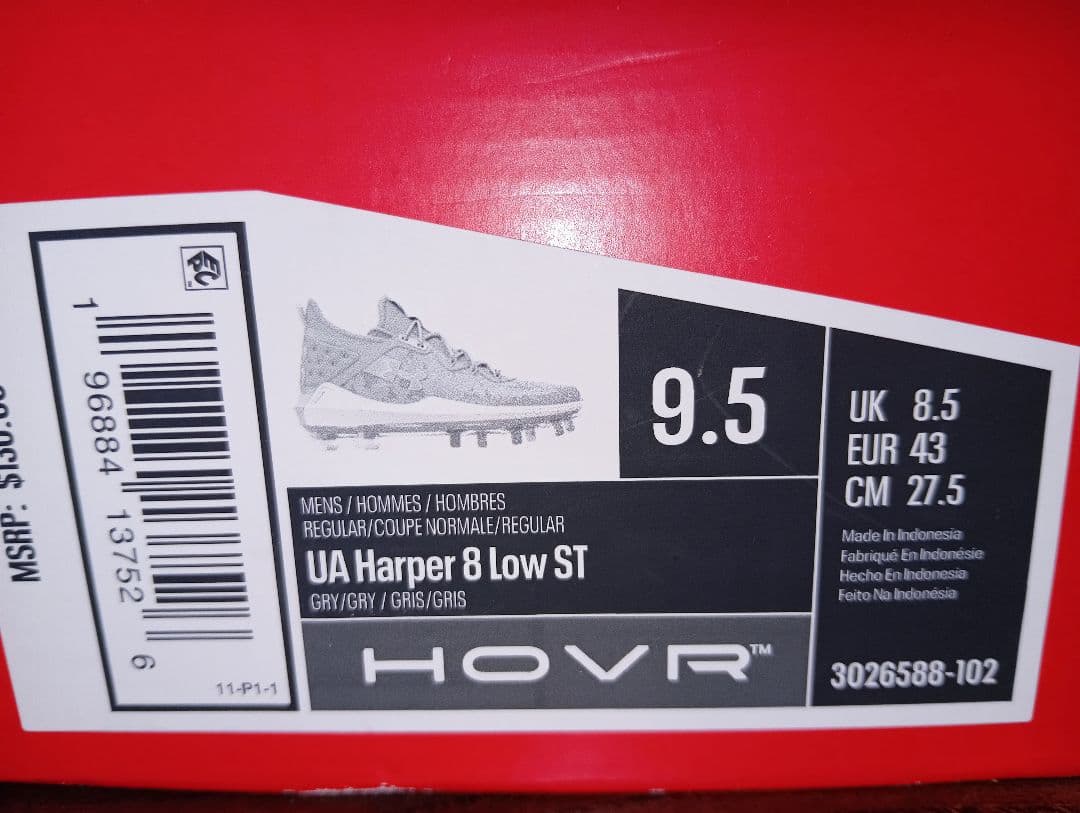 MSRP:
EPC
1 96884 13752 6
11-P1-1
9.5
UK 8.5
EUR 43
CM 27.5
MENS / HOMMES / HOMBRES
REGULAR/COUPE NORMALE/REGULAR
UA Harper 8 Low ST
GRY/GRY / GRIS/GRIS
HOVR™
Made In Indonesia
Fabriqué En Indonésie
Hecho En Indonesia
Feito Na Indonésia
3026588-102